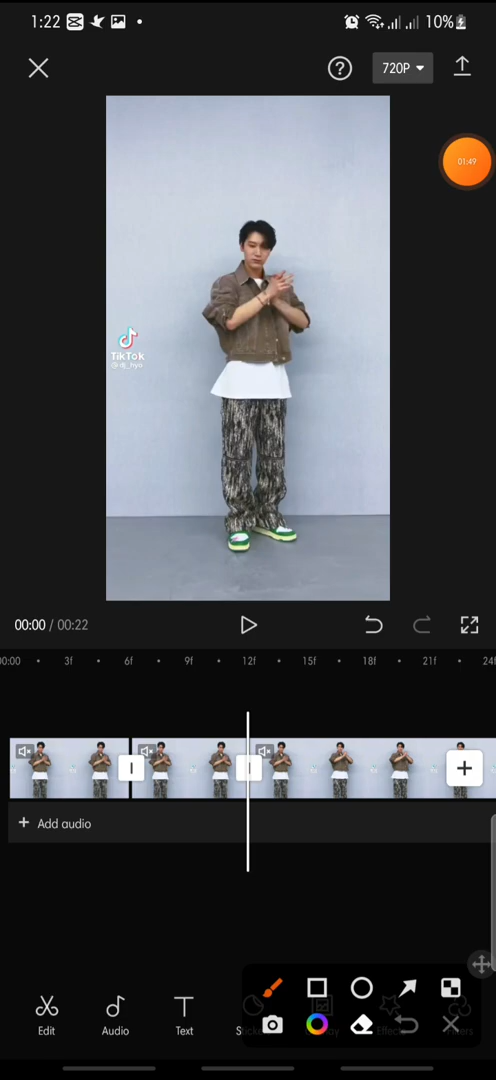 1:22
10%
720P
01:49
TikTok
@dj_hyo
00:00 / 00:22
00:00 • 3f • 6f • 9f • 12f • 15f • 18f • 21f • 24f
+ Add audio
Edit
Audio
Text